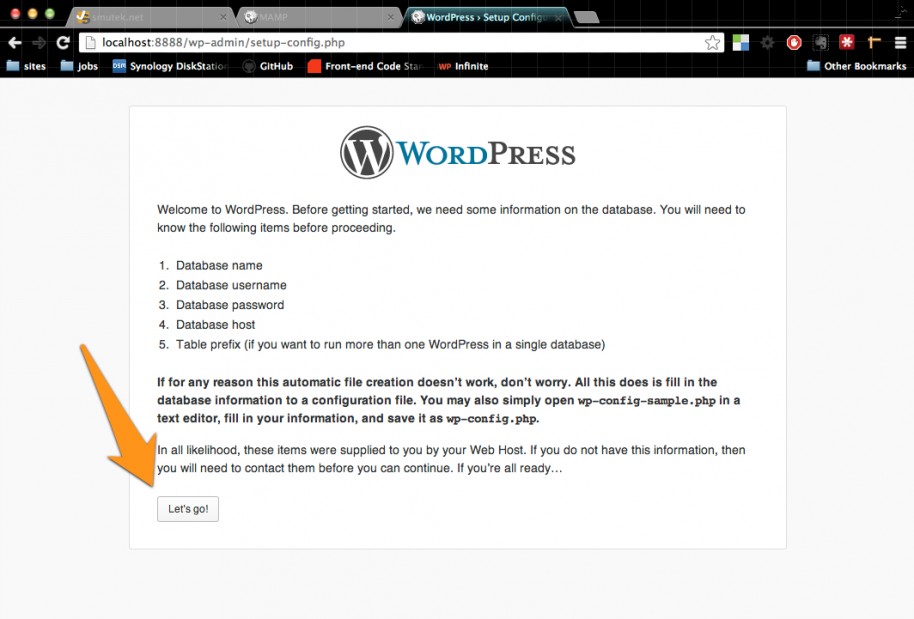 smutek.net
MAMP
WordPress › Setup Configu
localhost:8888/wp-admin/setup-config.php
sites
jobs
DSM
Synology DiskStatio
GitHub
Front-end Code Sta
WP Infinite
Other Bookmarks
WORDPRESS
Welcome to WordPress. Before getting started, we need some information on the database. You will need to
know the following items before proceeding.
1. Database name
2. Database username
3. Database password
4. Database host
5. Table prefix (if you want to run more than one WordPress in a single database)
If for any reason this automatic file creation doesn't work, don't worry. All this does is fill in the
database information to a configuration file. You may also simply open wp-config-sample.php in a
text editor, fill in your information, and save it as wp-config.php.
In all likelihood, these items were supplied to you by your Web Host. If you do not have this information, then
you will need to contact them before you can continue. If you're all ready…
Let's go!